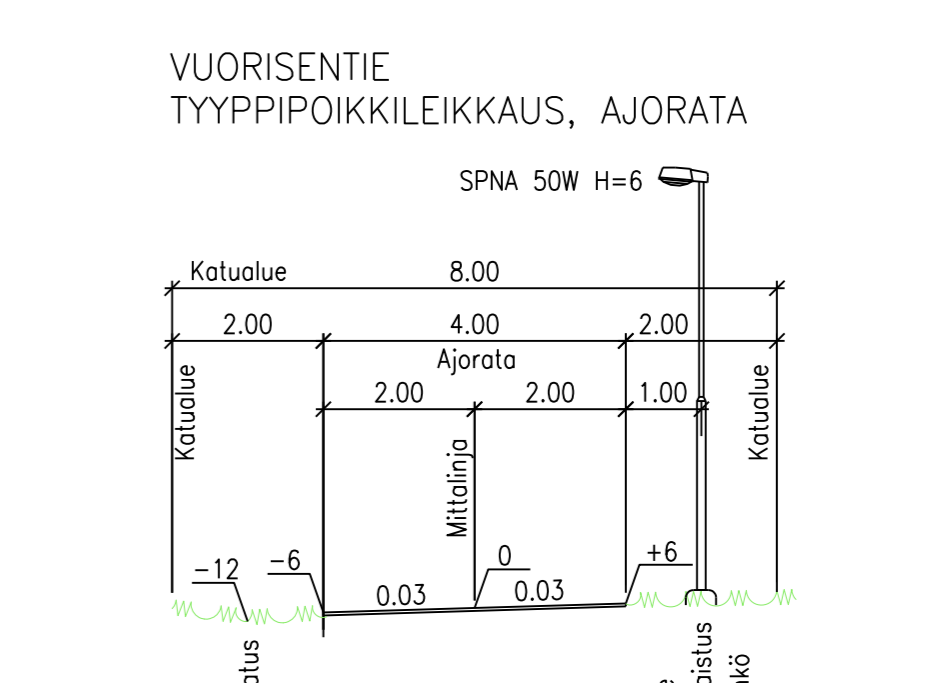 VUORISENTIE
TYYPPIPOIKKILEIKKAUS, AJORATA
SPNA 50W H=6
Katualue 8.00
2.00 4.00 2.00
Ajorata
2.00 2.00 1.00
Katualue
Mittalinja
Katualue
-12 -6 0 +6
0.03 0.03